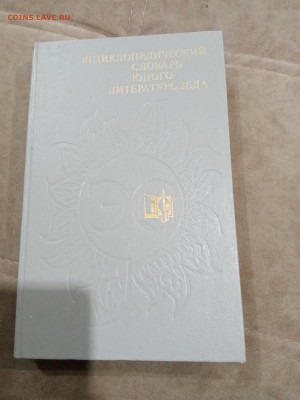 COINS.LAVE.RU
ЭНЦИКЛОПЕДИЧЕСКИЙ
СЛОВАРЬ
ЮНОГО
ЛИТЕРАТУРОВЕДА